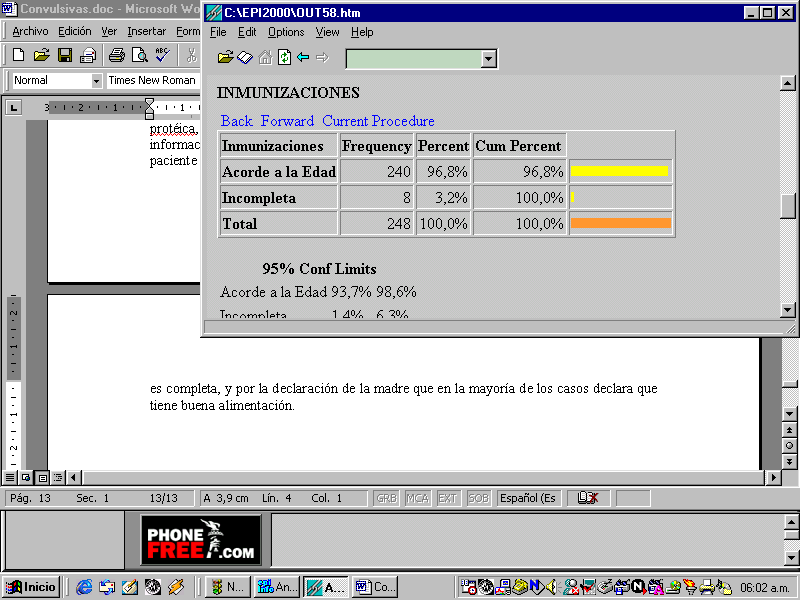 Convulsivas.doc - Microsoft Wo
Archivo Edición Ver Insertar Form
Normal Times New Roman
3 2 1 1
protéica,
informac
paciente
C:\EPI2000\OUT58.htm
File Edit Options View Help
INMUNIZACIONES
Back Forward Current Procedure
Inmunizaciones Frequency Percent Cum Percent
Acorde a la Edad 240 96,8% 96,8%
Incompleta 8 3,2% 100,0%
Total 248 100,0% 100,0%
95% Conf Limits
Acorde a la Edad 93,7% 98,6%
Incompleta 1,4% 6,3%
es completa, y por la declaración de la madre que en la mayoría de los casos declara que
tiene buena alimentación.
Pág. 13 Sec. 1 13/13 A 3,9 cm Lín. 4 Col. 1 GRB MCA EXT SOB Español (Es
PHONE
FREE.COM
Inicio N... An... A... Co... 06:02 a.m.